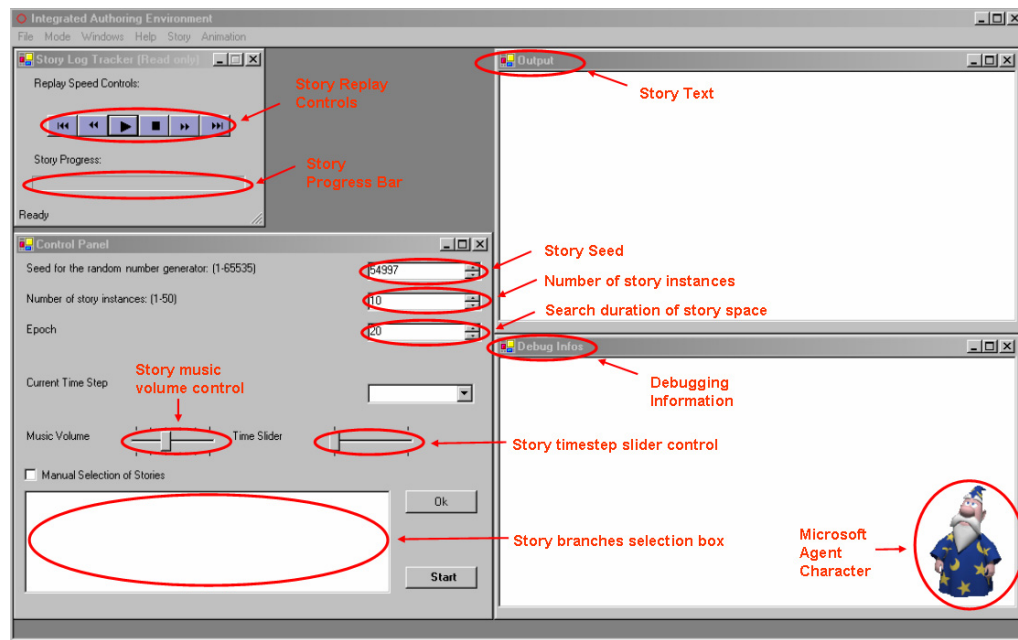 Integrated Authoring Environment
File Mode Windows Help Story Animation
Story Log Tracker (Read only)
Replay Speed Controls:
Story Replay
Controls
Story Progress:
Story
Progress Bar
Ready
Output
Story Text
Control Panel
Seed for the random number generator: (1-65535)
54997
Story Seed
Number of story instances: (1-50)
10
Number of story instances
Epoch
20
Search duration of story space
Current Time Step
Story music
volume control
Music Volume
Time Slider
Story timestep slider control
Manual Selection of Stories
Ok
Story branches selection box
Start
Debug Infos
Debugging
Information
Microsoft
Agent
Character